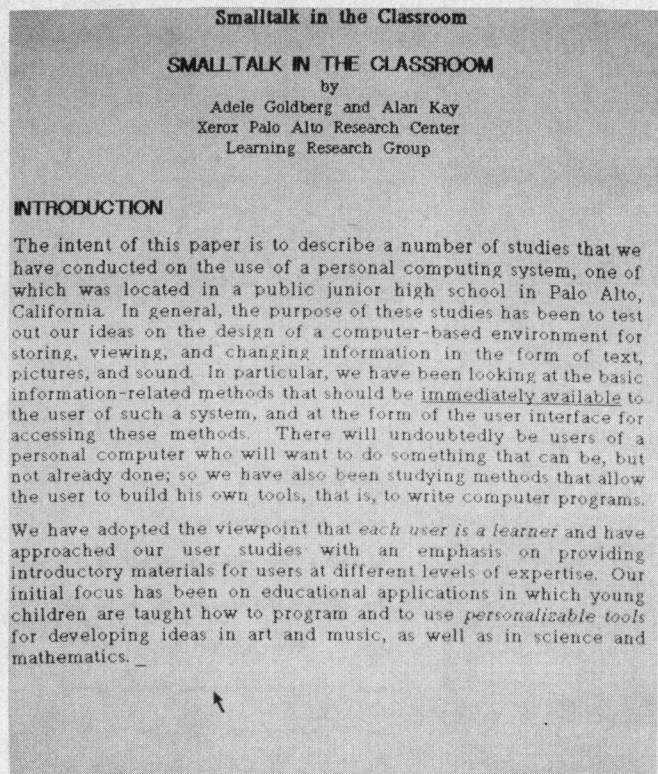 Smalltalk in the Classroom
SMALLTALK IN THE CLASSROOM
by
Adele Goldberg and Alan Kay
Xerox Palo Alto Research Center
Learning Research Group
INTRODUCTION
The intent of this paper is to describe a number of studies that we
have conducted on the use of a personal computing system, one of
which was located in a public junior high school in Palo Alto,
California. In general, the purpose of these studies has been to test
out our ideas on the design of a computer-based environment for
storing, viewing, and changing information in the form of text,
pictures, and sound. In particular, we have been looking at the basic
information-related methods that should be immediately available to
the user of such a system, and at the form of the user interface for
accessing these methods. There will undoubtedly be users of a
personal computer who will want to do something that can be, but
not already done; so we have also been studying methods that allow
the user to build his own tools, that is, to write computer programs.
We have adopted the viewpoint that each user is a learner and have
approached our user studies with an emphasis on providing
introductory materials for users at different levels of expertise. Our
initial focus has been on educational applications in which young
children are taught how to program and to use personalizable tools
for developing ideas in art and music, as well as in science and
mathematics. _